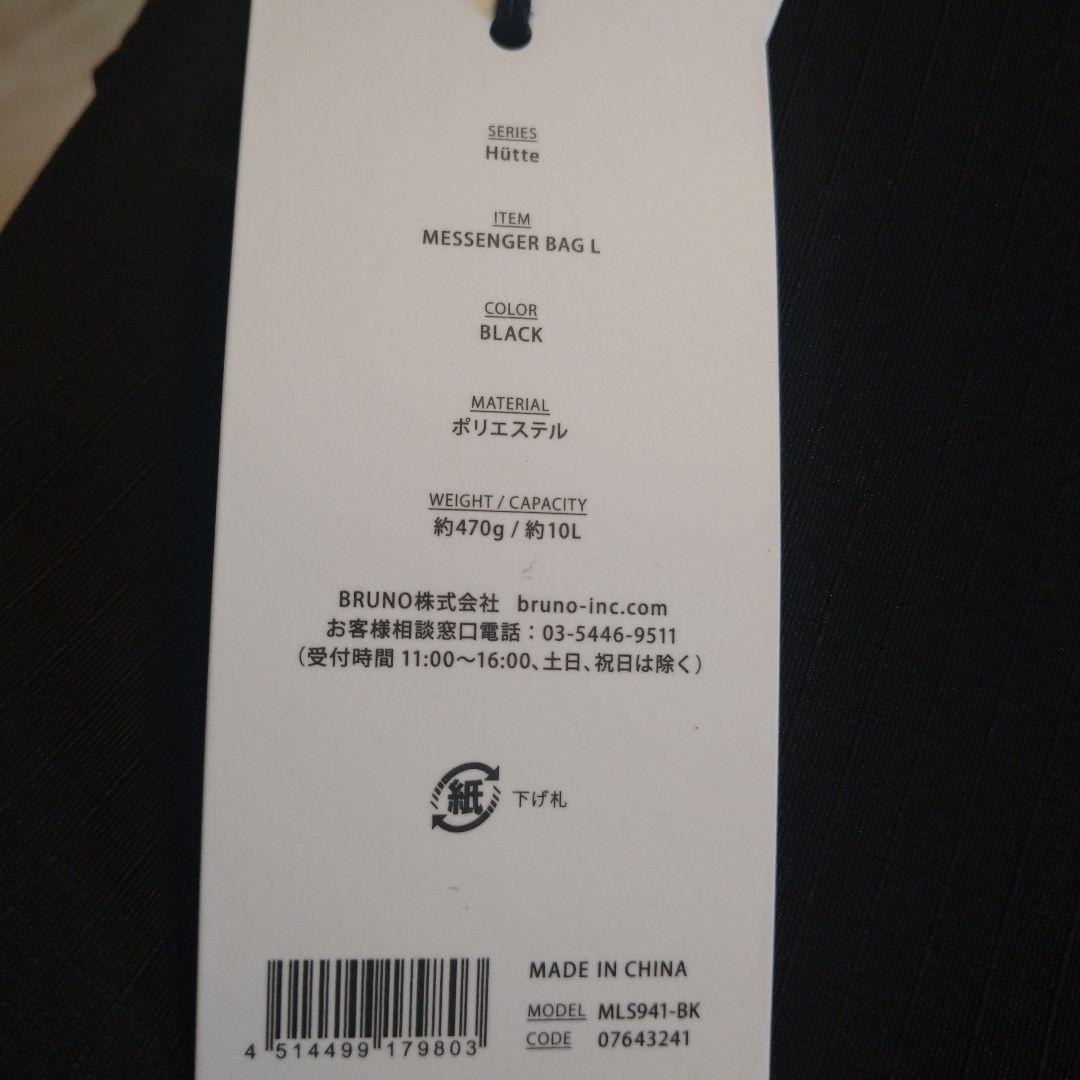 SERIES
Hütte
ITEM
MESSENGER BAG L
COLOR
BLACK
MATERIAL
ポリエステル
WEIGHT / CAPACITY
約470g / 約10L
BRUNO株式会社 bruno-inc.com
お客様相談窓口電話：03-5446-9511
（受付時間 11:00～16:00、土日、祝日は除く）
紙 下げ札
MADE IN CHINA
MODEL MLS941-BK
CODE 07643241
4 514499 179803